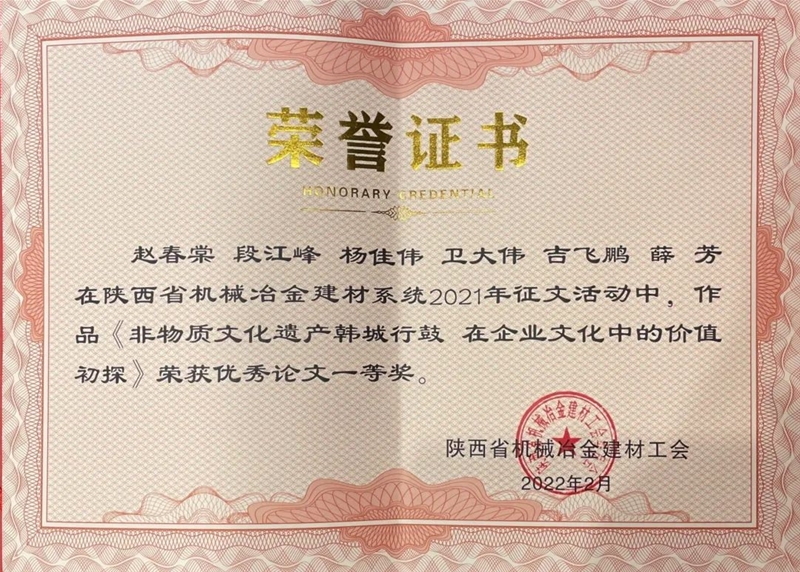 荣誉证书
HONORARY CREDENTIAL
赵春棠 段江峰 杨佳伟 卫大伟 吉飞鹏 薛 芳
在陕西省机械冶金建材系统2021年征文活动中，作
品《非物质文化遗产韩城行鼓 在企业文化中的价值
初探》荣获优秀论文一等奖。
陕西省机械冶金建材工会
2022年2月